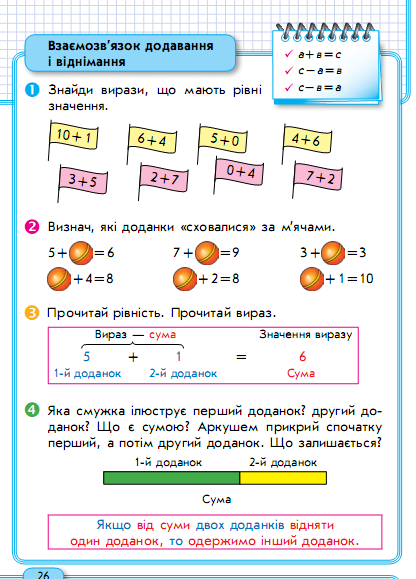 Взаємозв'язок додавання
і віднімання
а+в=с
с−а=в
с−в=а
1 Знайди вирази, що мають рівні
значення.
10+1 6+4 5+0 4+6
3+5 2+7 0+4 7+2
2 Визнач, які доданки «сховалися» за м'ячами.
5+ =6 7+ =9 3+ =3
+4=8 +2=8 +1=10
3 Прочитай рівність. Прочитай вираз.
Вираз — сума Значення виразу
5 + 1 = 6
1-й доданок 2-й доданок Сума
4 Яка смужка ілюструє перший доданок? другий до-
данок? Що є сумою? Аркушем прикрий спочатку
перший, а потім другий доданок. Що залишається?
1-й доданок 2-й доданок
Сума
Якщо від суми двох доданків відняти
один доданок, то одержимо інший доданок.
26